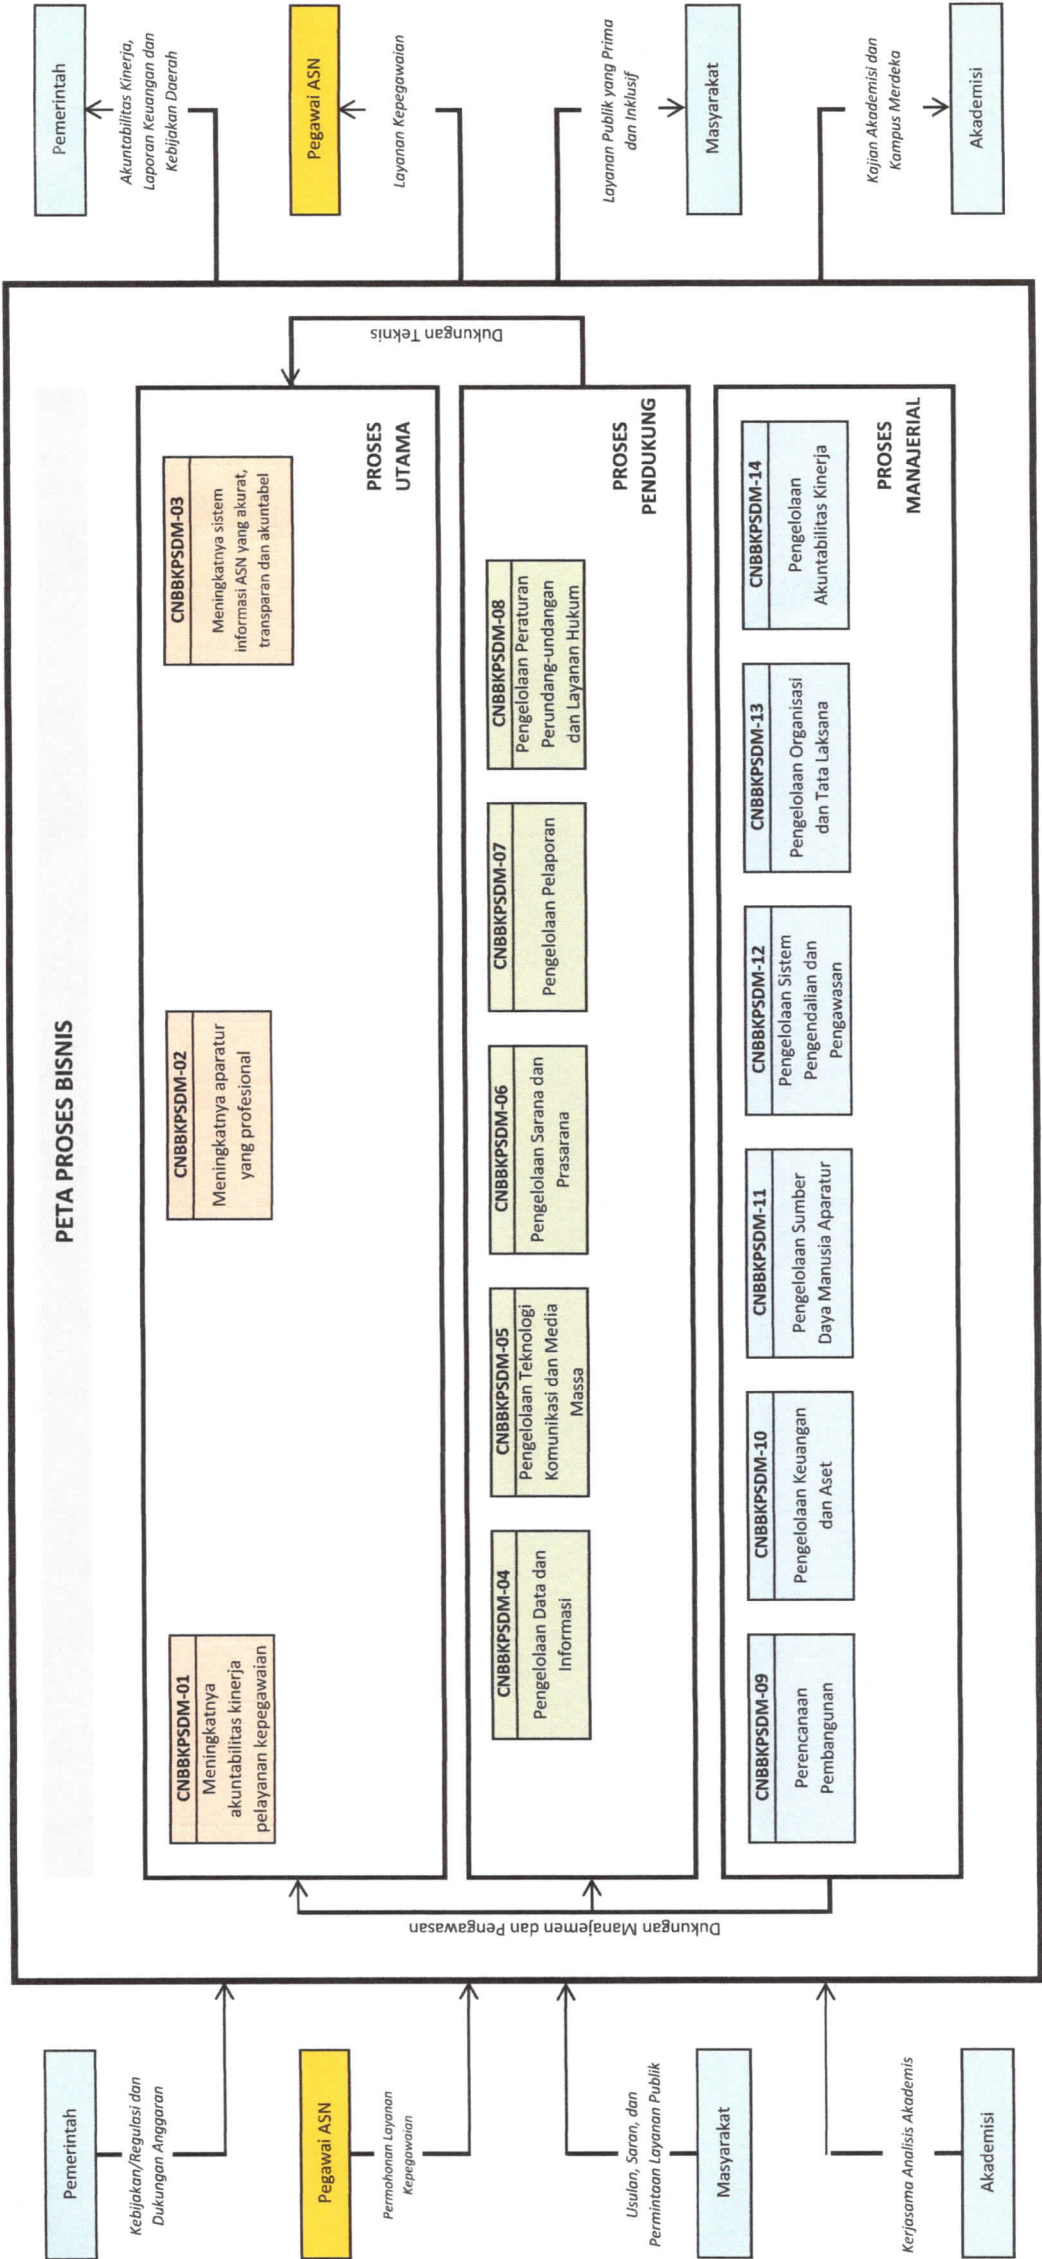 PETA PROSES BISNIS
Pemerintah
Kebijakan/Regulasi dan
Dukungan Anggaran
Pegawai ASN
Permohonan Layanan
Kepegawaian
Usulan, Saran, dan
Permintaan Layanan Publik
Masyarakat
Kerjasama Analisis Akademis
Akademisi
Dukungan Manajemen dan Pengawasan
CNBBKPSDM-01
Meningkatnya
akuntabilitas kinerja
pelayanan kepegawaian
CNBBKPSDM-02
Meningkatnya aparatur
yang profesional
CNBBKPSDM-03
Meningkatnya sistem
informasi ASN yang akurat,
transparan dan akuntabel
PROSES
UTAMA
CNBBKPSDM-04
Pengelolaan Data dan
Informasi
CNBBKPSDM-05
Pengelolaan Teknologi
Komunikasi dan Media
Massa
CNBBKPSDM-06
Pengelolaan Sarana dan
Prasarana
CNBBKPSDM-07
Pengelolaan Pelaporan
CNBBKPSDM-08
Pengelolaan Peraturan
Perundang-undangan
dan Layanan Hukum
PROSES
PENDUKUNG
CNBBKPSDM-09
Perencanaan
Pembangunan
CNBBKPSDM-10
Pengelolaan Keuangan
dan Aset
CNBBKPSDM-11
Pengelolaan Sumber
Daya Manusia Aparatur
CNBBKPSDM-12
Pengelolaan Sistem
Pengendalian dan
Pengawasan
CNBBKPSDM-13
Pengelolaan Organisasi
dan Tata Laksana
CNBBKPSDM-14
Pengelolaan
Akuntabilitas Kinerja
PROSES
MANAJERIAL
Dukungan Teknis
Pemerintah
Akuntabilitas Kinerja,
Laporan Keuangan dan
Kebijakan Daerah
Pegawai ASN
Layanan Kepegawaian
Layanan Publik yang Prima
dan Inklusif
Masyarakat
Kajian Akademisi dan
Kampus Merdeka
Akademisi